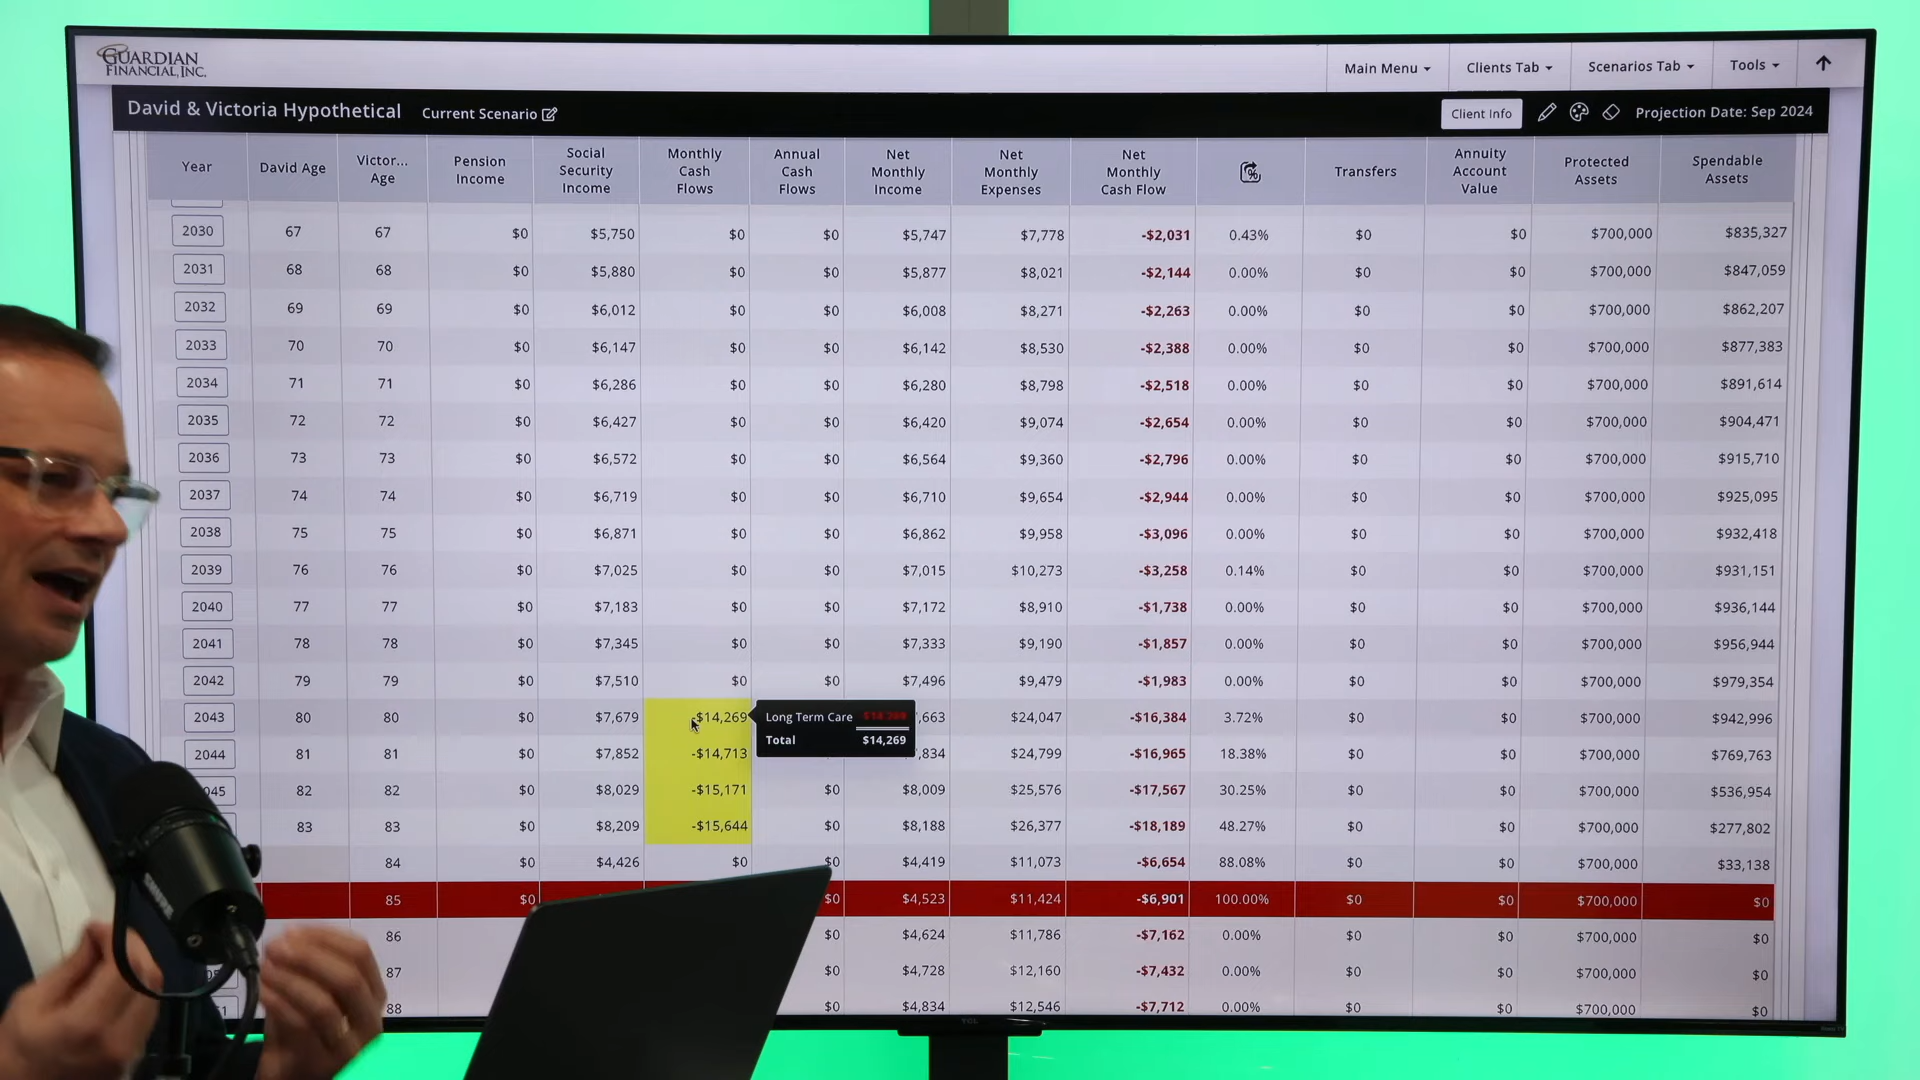 GUARDIAN
FINANCIAL, INC.
Main Menu Clients Tab Scenarios Tab Tools
David & Victoria Hypothetical Current Scenario Client Info Projection Date: Sep 2024
Year David Age Victor... Age Pension Income Social Security Income Monthly Cash Flows Annual Cash Flows Net Monthly Income Net Monthly Expenses Net Monthly Cash Flow % Transfers Annuity Account Value Protected Assets Spendable Assets
2030 67 67 $0 $5,750 $0 $0 $5,747 $7,778 -$2,031 0.43% $0 $0 $700,000 $835,327
2031 68 68 $0 $5,880 $0 $0 $5,877 $8,021 -$2,144 0.00% $0 $0 $700,000 $847,059
2032 69 69 $0 $6,012 $0 $0 $6,008 $8,271 -$2,263 0.00% $0 $0 $700,000 $862,207
2033 70 70 $0 $6,147 $0 $0 $6,142 $8,530 -$2,388 0.00% $0 $0 $700,000 $877,383
2034 71 71 $0 $6,286 $0 $0 $6,280 $8,798 -$2,518 0.00% $0 $0 $700,000 $891,614
2035 72 72 $0 $6,427 $0 $0 $6,420 $9,074 -$2,654 0.00% $0 $0 $700,000 $904,471
2036 73 73 $0 $6,572 $0 $0 $6,564 $9,360 -$2,796 0.00% $0 $0 $700,000 $915,710
2037 74 74 $0 $6,719 $0 $0 $6,710 $9,654 -$2,944 0.00% $0 $0 $700,000 $925,095
2038 75 75 $0 $6,871 $0 $0 $6,862 $9,958 -$3,096 0.00% $0 $0 $700,000 $932,418
2039 76 76 $0 $7,025 $0 $0 $7,015 $10,273 -$3,258 0.14% $0 $0 $700,000 $931,151
2040 77 77 $0 $7,183 $0 $0 $7,172 $8,910 -$1,738 0.00% $0 $0 $700,000 $936,144
2041 78 78 $0 $7,345 $0 $0 $7,333 $9,190 -$1,857 0.00% $0 $0 $700,000 $956,944
2042 79 79 $0 $7,510 $0 $0 $7,496 $9,479 -$1,983 0.00% $0 $0 $700,000 $979,354
2043 80 80 $0 $7,679 -$14,269 Long Term Care ,663 $24,047 -$16,384 3.72% $0 $0 $700,000 $942,996
Total $14,269
2044 81 81 $0 $7,852 -$14,713 ,834 $24,799 -$16,965 18.38% $0 $0 $700,000 $769,763
045 82 82 $0 $8,029 -$15,171 $0 $8,009 $25,576 -$17,567 30.25% $0 $0 $700,000 $536,954
83 83 $0 $8,209 -$15,644 $0 $8,188 $26,377 -$18,189 48.27% $0 $0 $700,000 $277,802
84 $0 $4,426 $0 $0 $4,419 $11,073 -$6,654 88.08% $0 $0 $700,000 $33,138
85 $0 $0 $4,523 $11,424 -$6,901 100.00% $0 $0 $700,000 $0
86 $0 $4,624 $11,786 -$7,162 0.00% $0 $0 $700,000 $0
87 $0 $4,728 $12,160 -$7,432 0.00% $0 $0 $700,000 $0
88 $0 $4,834 $12,546 -$7,712 0.00% $0 $0 $700,000 $0
TCL